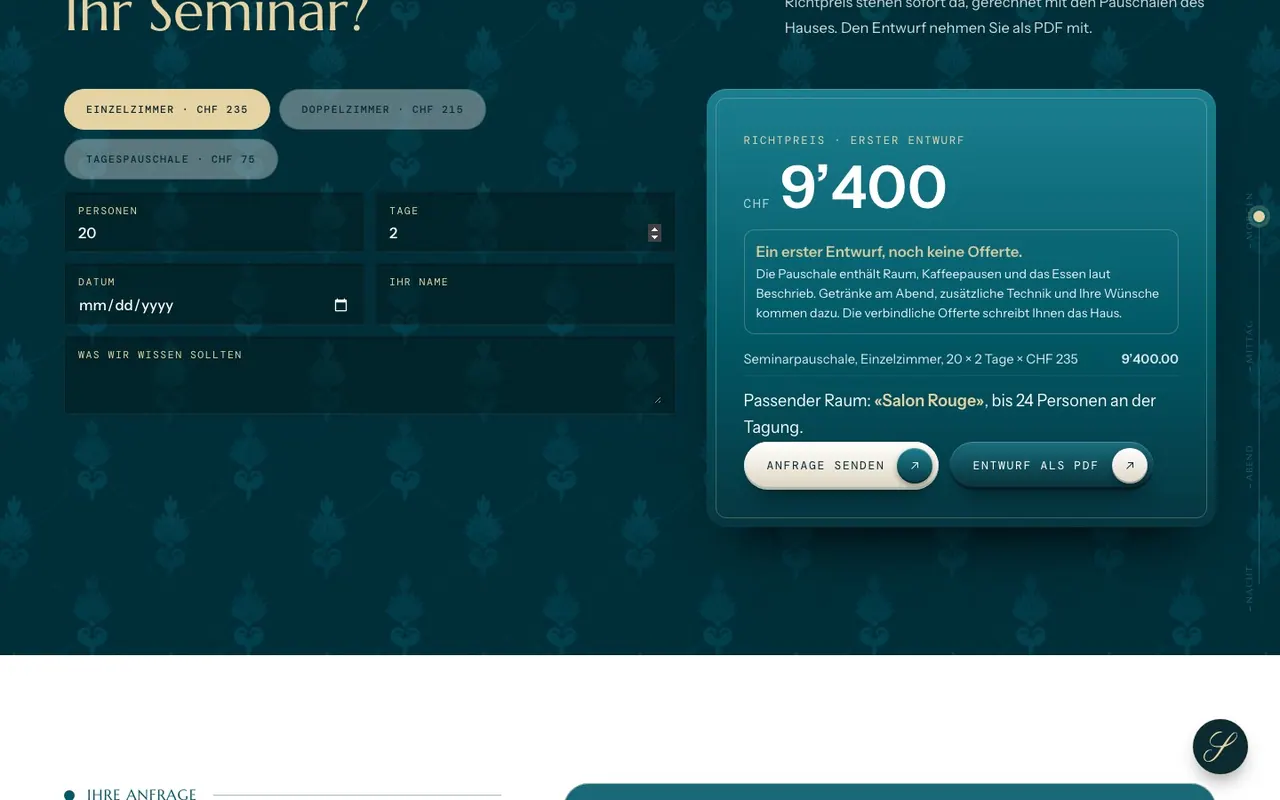 Ihr Seminar?
Richtpreis stehen sofort da, gerechnet mit den Pauschalen des
Hauses. Den Entwurf nehmen Sie als PDF mit.
EINZELZIMMER · CHF 235
DOPPELZIMMER · CHF 215
TAGESPAUSCHALE · CHF 75
PERSONEN
20
TAGE
2
DATUM
mm/dd/yyyy
IHR NAME
WAS WIR WISSEN SOLLTEN
RICHTPREIS · ERSTER ENTWURF
CHF 9’400
Ein erster Entwurf, noch keine Offerte.
Die Pauschale enthält Raum, Kaffeepausen und das Essen laut
Beschrieb. Getränke am Abend, zusätzliche Technik und Ihre Wünsche
kommen dazu. Die verbindliche Offerte schreibt Ihnen das Haus.
Seminarpauschale, Einzelzimmer, 20 × 2 Tage × CHF 235 9’400.00
Passender Raum: «Salon Rouge», bis 24 Personen an der
Tagung.
ANFRAGE SENDEN
ENTWURF ALS PDF
MITTAG
ABEND
NACHT
IHRE ANFRAGE